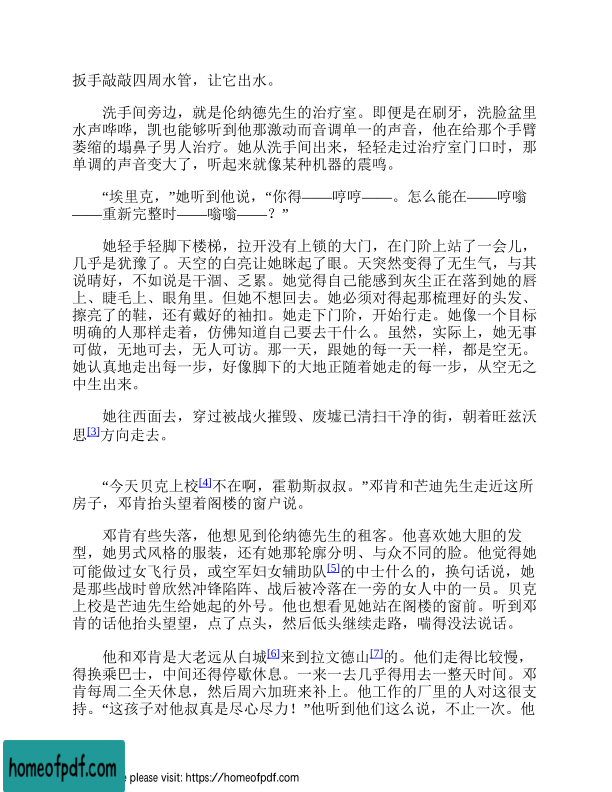 扳手敲敲四周水管，让它出水。
洗手间旁边，就是伦纳德先生的治疗室。即便是在刷牙，洗脸盆里
水声哗哗，凯也能够听到他那激动而音调单一的声音，他在给那个手臂
萎缩的塌鼻子男人治疗。她从洗手间出来，轻轻走过治疗室门口时，那
单调的声音变大了，听起来就像某种机器的震鸣。
“埃里克，”她听到他说，“你得——哼哼——。怎么能在——哼嗡
——重新完整时——嗡嗡——？”
她轻手轻脚下楼梯，拉开没有上锁的大门，在门阶上站了一会儿，
几乎是犹豫了。天空的白亮让她眯起了眼。天突然变得了无生气，与其
说晴好，不如说是干涸、乏累。她觉得自己能感到灰尘正在落到她的唇
上、睫毛上、眼角里。但她不想回去。她必须对得起那梳理好的头发、
擦亮了的鞋，还有戴好的袖扣。她走下门阶，开始行走。她像一个目标
明确的人那样走着，仿佛知道自己要去干什么。虽然，实际上，她无事
可做，无地可去，无人可访。那一天，跟她的每一天一样，都是空无。
她认真地走出每一步，好像脚下的大地正随着她走的每一步，从空无之
中生出来。
她往西面去，穿过被战火摧毁、废墟已清扫干净的街，朝着旺兹沃
思[3]方向走去。
“今天贝克上校[4]不在啊，霍勒斯叔叔。”邓肯和芒迪先生走近这所
房子，邓肯抬头望着阁楼的窗户说。
邓肯有些失落，他想见到伦纳德先生的租客。他喜欢她大胆的发
型，她男式风格的服装，还有她那轮廓分明、与众不同的脸。他觉得她
可能做过女飞行员，或空军妇女辅助队[5]的中士什么的，换句话说，她
是那些战时曾欣然冲锋陷阵、战后被冷落在一旁的女人中的一员。贝克
上校是芒迪先生给她起的外号。他也想看见她站在阁楼的窗前。听到邓
肯的话他抬头望望，点了点头，然后低头继续走路，喘得没法说话。
他和邓肯是大老远从白城[6]来到拉文德山[7]的。他们走得比较慢，
得换乘巴士，中间还得停歇休息。一来一去几乎得用去一整天时间。邓
肯每周二全天休息，然后周六加班来补上。他工作的厂里的人对这很支
持。“这孩子对他叔真是尽心尽力！”他听到他们这么说，不止一次。他
homeofpdf.com
e please visit: https://homeofpdf.com